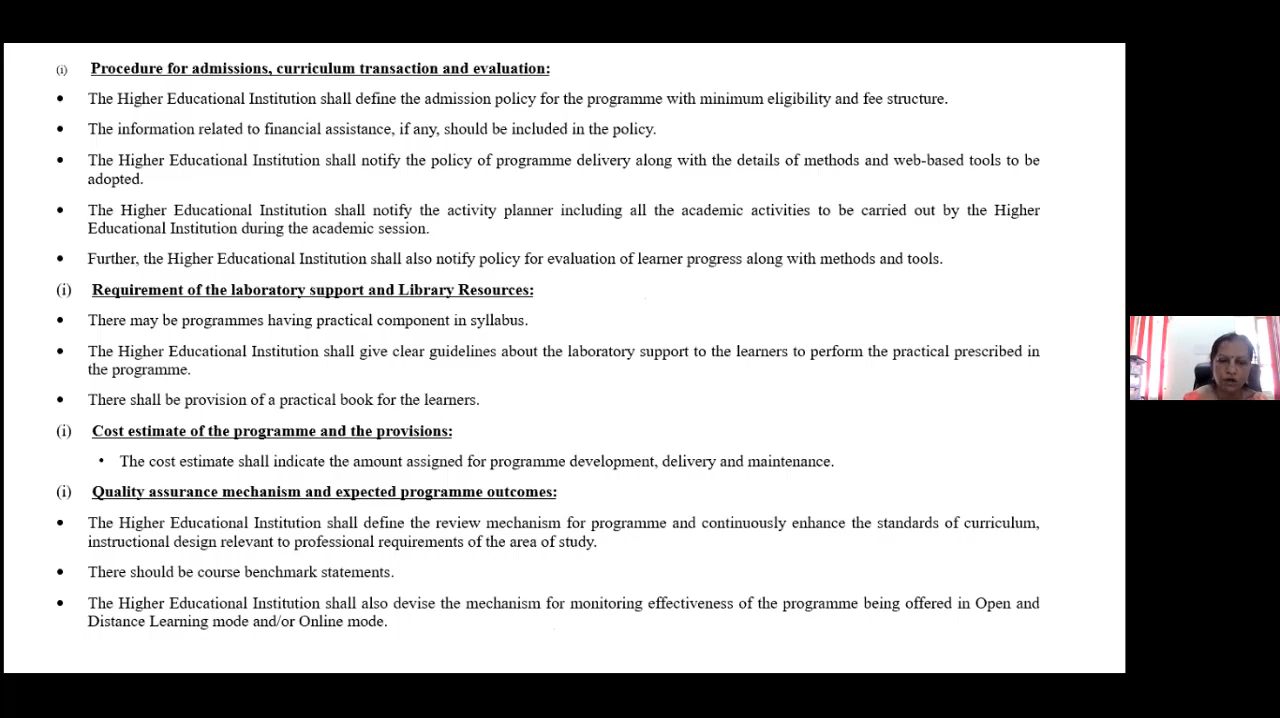 (i) Procedure for admissions, curriculum transaction and evaluation:
• The Higher Educational Institution shall define the admission policy for the programme with minimum eligibility and fee structure.
• The information related to financial assistance, if any, should be included in the policy.
• The Higher Educational Institution shall notify the policy of programme delivery along with the details of methods and web-based tools to be
adopted.
• The Higher Educational Institution shall notify the activity planner including all the academic activities to be carried out by the Higher
Educational Institution during the academic session.
• Further, the Higher Educational Institution shall also notify policy for evaluation of learner progress along with methods and tools.
(i) Requirement of the laboratory support and Library Resources:
• There may be programmes having practical component in syllabus.
• The Higher Educational Institution shall give clear guidelines about the laboratory support to the learners to perform the practical prescribed in
the programme.
• There shall be provision of a practical book for the learners.
(i) Cost estimate of the programme and the provisions:
• The cost estimate shall indicate the amount assigned for programme development, delivery and maintenance.
(i) Quality assurance mechanism and expected programme outcomes:
• The Higher Educational Institution shall define the review mechanism for programme and continuously enhance the standards of curriculum,
instructional design relevant to professional requirements of the area of study.
• There should be course benchmark statements.
• The Higher Educational Institution shall also devise the mechanism for monitoring effectiveness of the programme being offered in Open and
Distance Learning mode and/or Online mode.